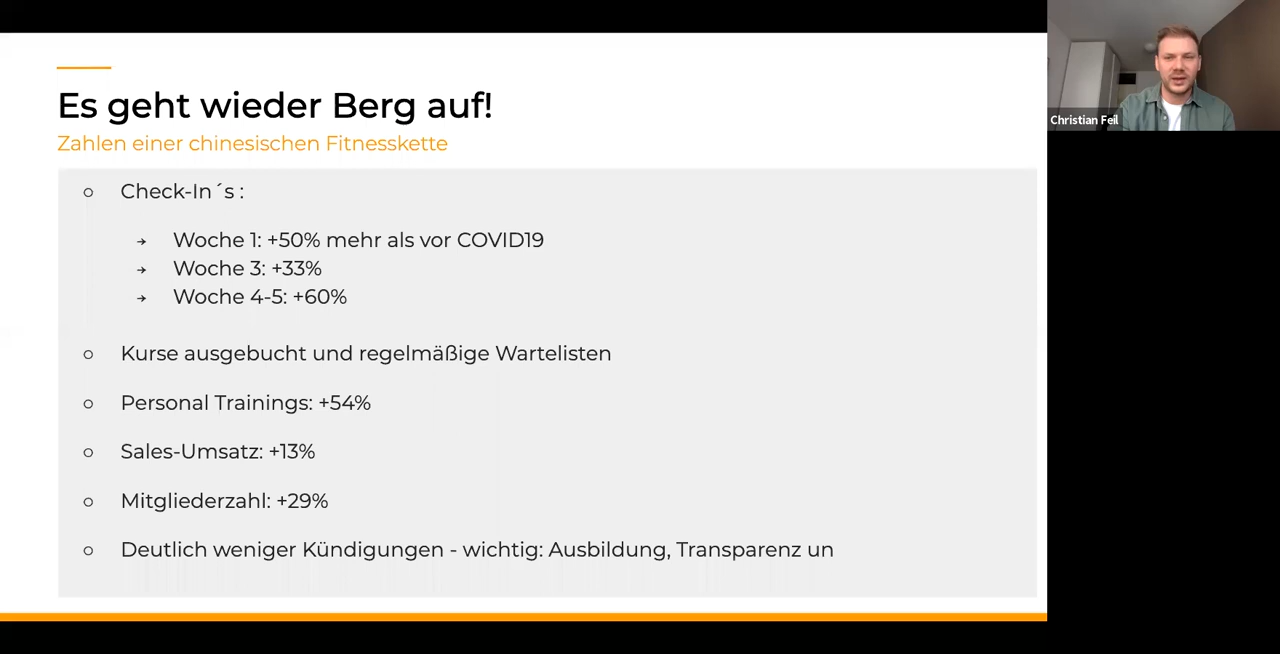 Es geht wieder Berg auf!
Zahlen einer chinesischen Fitnesskette
Check-In´s :
Woche 1: +50% mehr als vor COVID19
Woche 3: +33%
Woche 4-5: +60%
Kurse ausgebucht und regelmäßige Wartelisten
Personal Trainings: +54%
Sales-Umsatz: +13%
Mitgliederzahl: +29%
Deutlich weniger Kündigungen - wichtig: Ausbildung, Transparenz un
Christian Feil